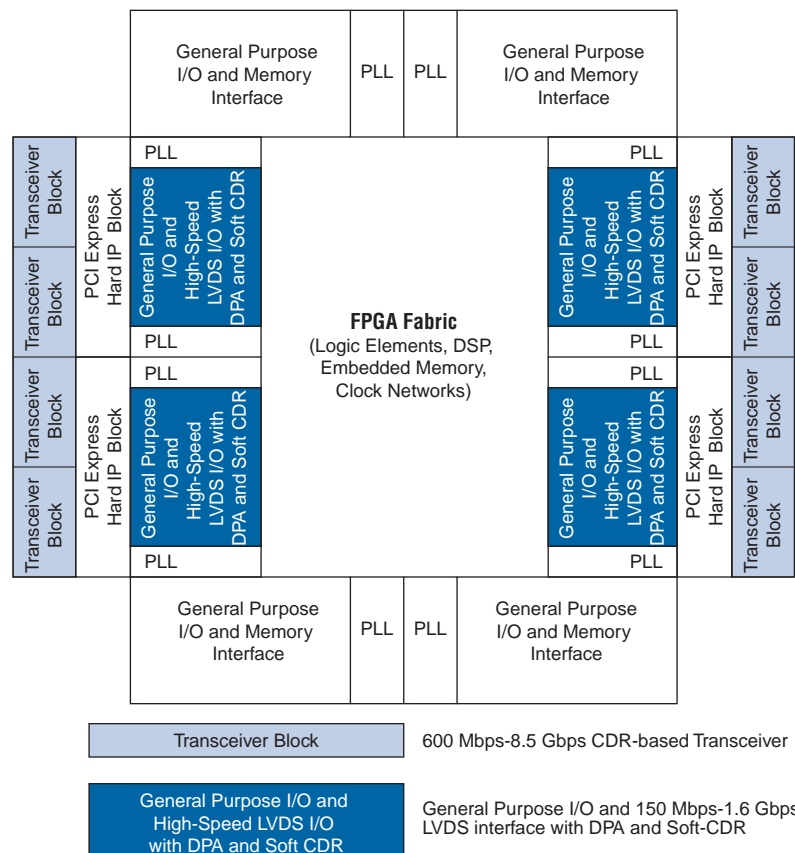 General Purpose
I/O and Memory
Interface
PLL
PLL
General Purpose
I/O and Memory
Interface
Transceiver
Block
Transceiver
Block
PCI Express
Hard IP Block
PLL
General Purpose
I/O and
High-Speed
LVDS I/O with
DPA and Soft CDR
PLL
Transceiver
Block
Transceiver
Block
PCI Express
Hard IP Block
PLL
General Purpose
I/O and
High-Speed
LVDS I/O with
DPA and Soft CDR
PLL
FPGA Fabric
(Logic Elements, DSP,
Embedded Memory,
Clock Networks)
PLL
General Purpose
I/O and
High-Speed
LVDS I/O with
DPA and Soft CDR
PLL
PCI Express
Hard IP Block
Transceiver
Block
Transceiver
Block
PLL
General Purpose
I/O and
High-Speed
LVDS I/O with
DPA and Soft CDR
PLL
PCI Express
Hard IP Block
Transceiver
Block
Transceiver
Block
General Purpose
I/O and Memory
Interface
PLL
PLL
General Purpose
I/O and Memory
Interface
Transceiver Block
600 Mbps-8.5 Gbps CDR-based Transceiver
General Purpose I/O and
High-Speed LVDS I/O
with DPA and Soft CDR
General Purpose I/O and 150 Mbps-1.6 Gbps
LVDS interface with DPA and Soft-CDR